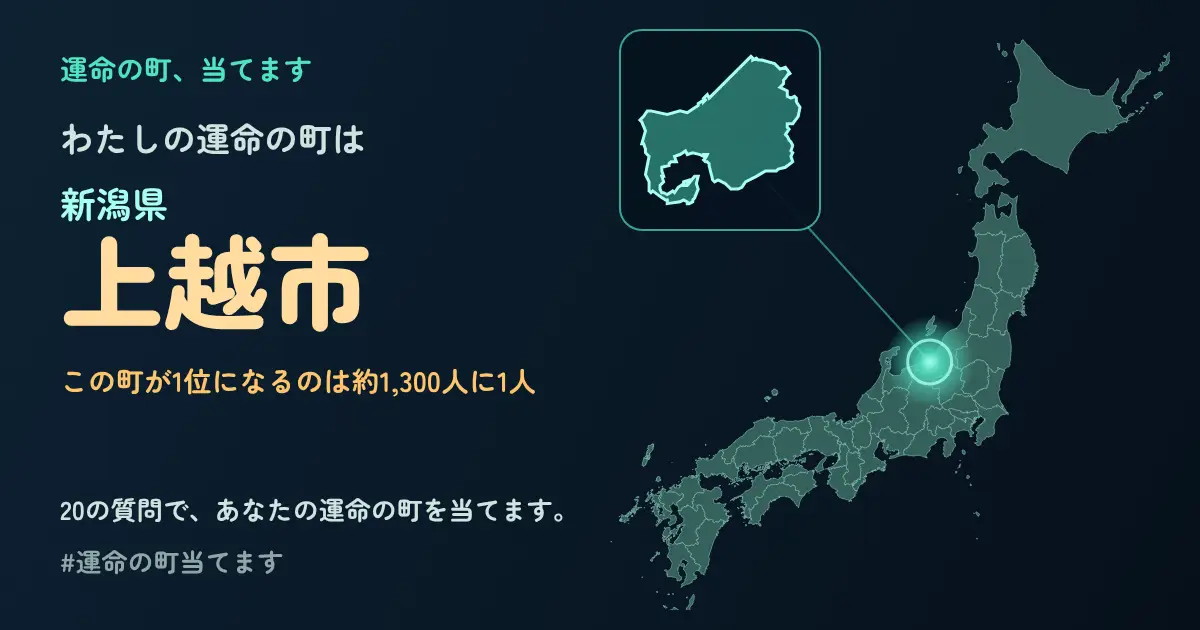 運命の町、当てます
わたしの運命の町は
新潟県
上越市
この町が1位になるのは約1,300人に1人
20の質問で、あなたの運命の町を当てます。
#運命の町当てます